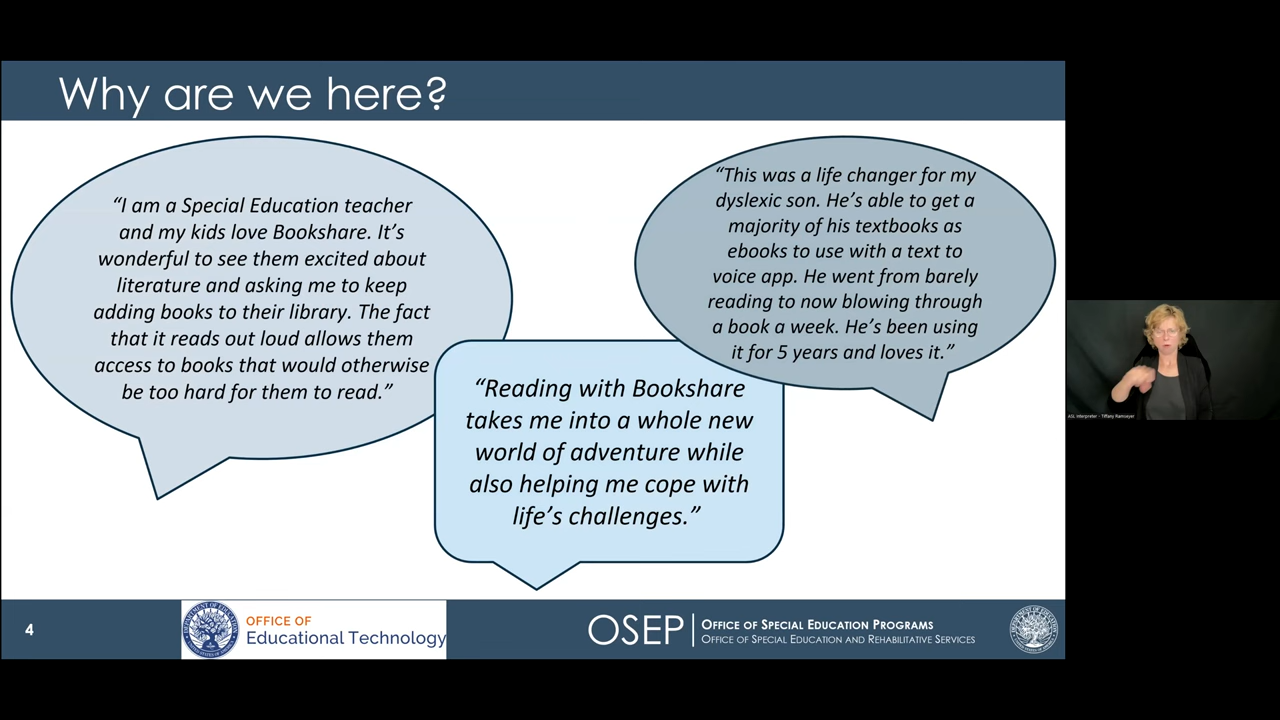 Why are we here?
“I am a Special Education teacher
and my kids love Bookshare. It’s
wonderful to see them excited about
literature and asking me to keep
adding books to their library. The fact
that it reads out loud allows them
access to books that would otherwise
be too hard for them to read.”
“Reading with Bookshare
takes me into a whole new
world of adventure while
also helping me cope with
life’s challenges.”
“This was a life changer for my
dyslexic son. He’s able to get a
majority of his textbooks as
ebooks to use with a text to
voice app. He went from barely
reading to now blowing through
a book a week. He’s been using
it for 5 years and loves it.”
ASL Interpreter - Tiffany Ramseyer
4
OFFICE OF
Educational Technology
OSEP
OFFICE OF SPECIAL EDUCATION PROGRAMS
OFFICE OF SPECIAL EDUCATION AND REHABILITATIVE SERVICES